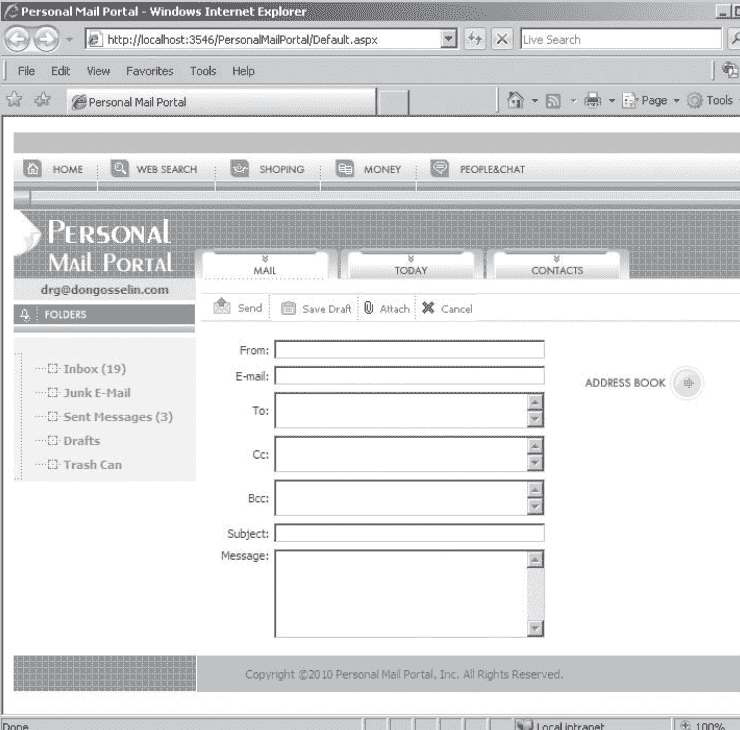 Personal Mail Portal - Windows Internet Explorer
http://localhost:3546/PersonalMailPortal/Default.aspx
Live Search
File Edit View Favorites Tools Help
Personal Mail Portal
Page Tools
HOME WEB SEARCH SHOPING MONEY PEOPLE&CHAT
PERSONAL
MAIL PORTAL
MAIL TODAY CONTACTS
drg@dongosselin.com
FOLDERS
Send Save Draft Attach Cancel
Inbox (19)
Junk E-Mail
Sent Messages (3)
Drafts
Trash Can
From:
E-mail:
ADDRESS BOOK
To:
Cc:
Bcc:
Subject:
Message:
Copyright ©2010 Personal Mail Portal, Inc. All Rights Reserved.
Done Local intranet 100%